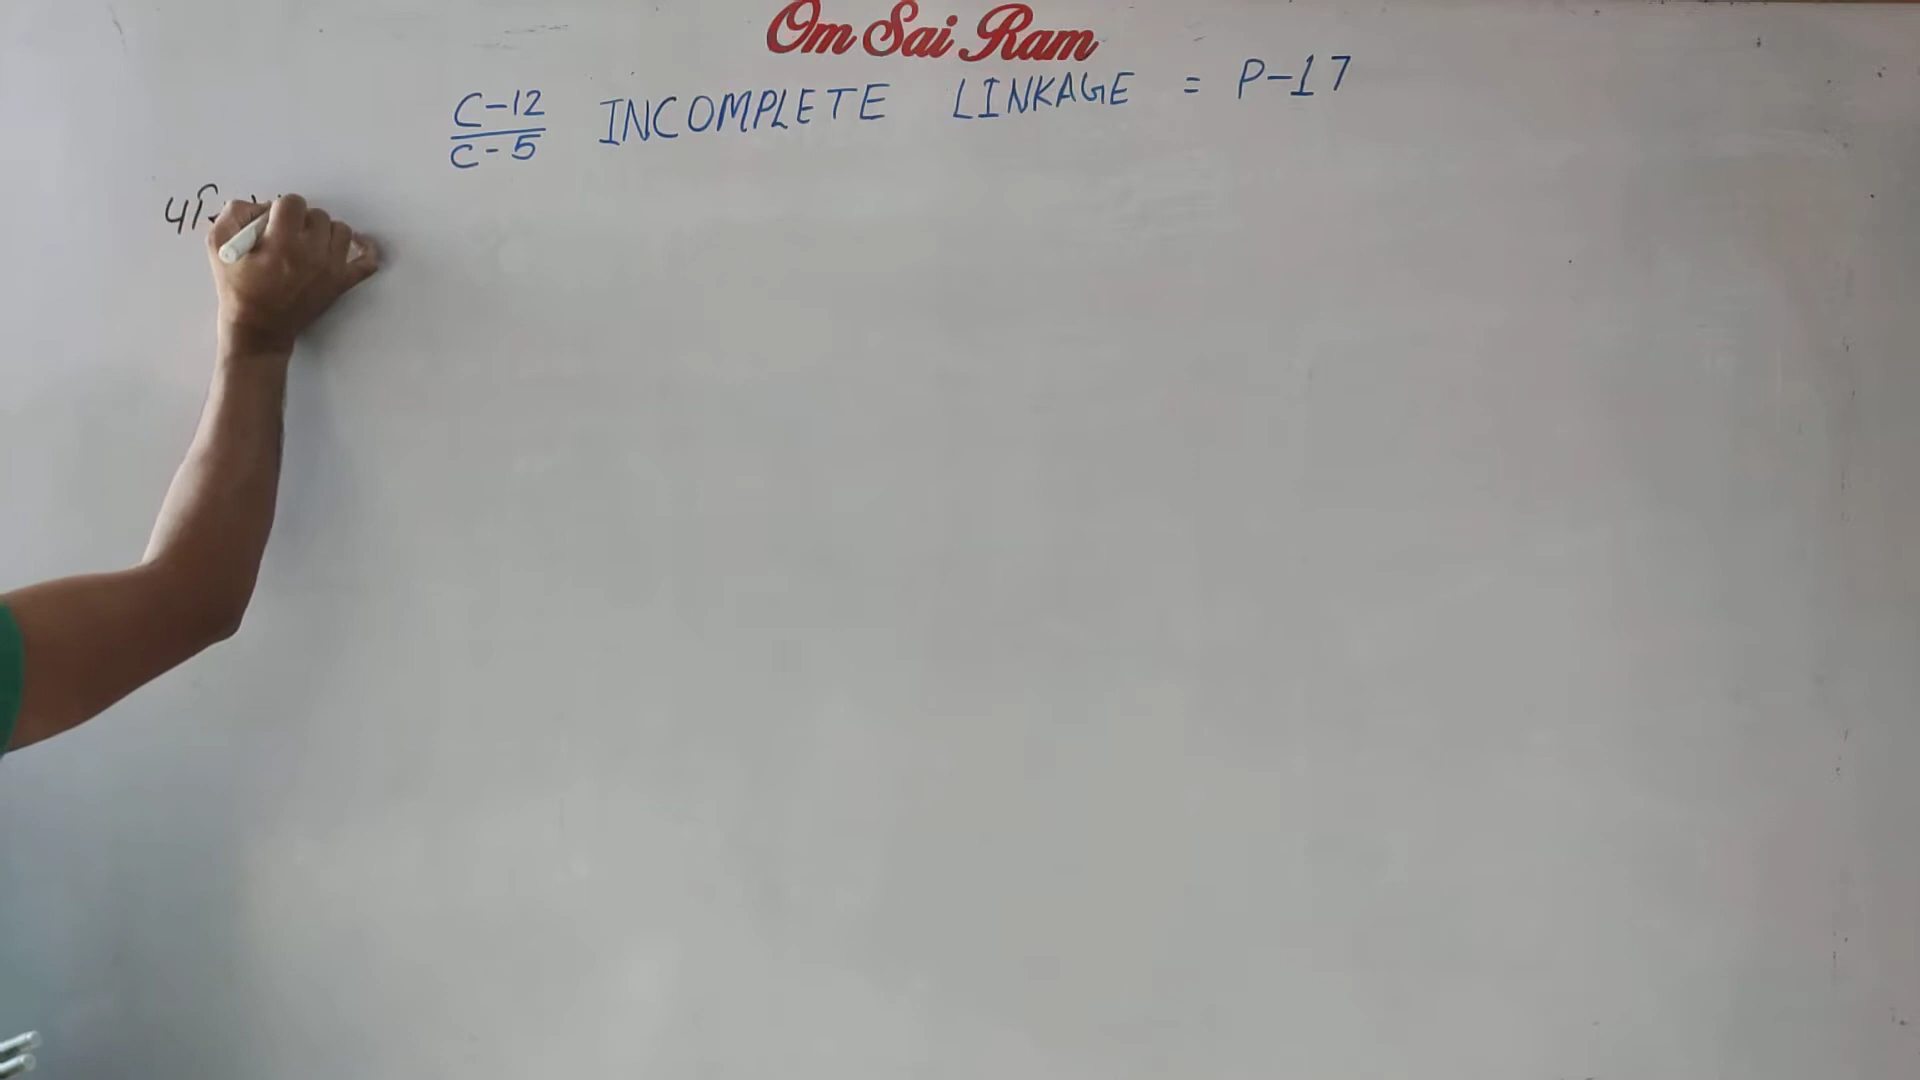 Om Sai Ram
C-12 INCOMPLETE LINKAGE = P-17
C-5